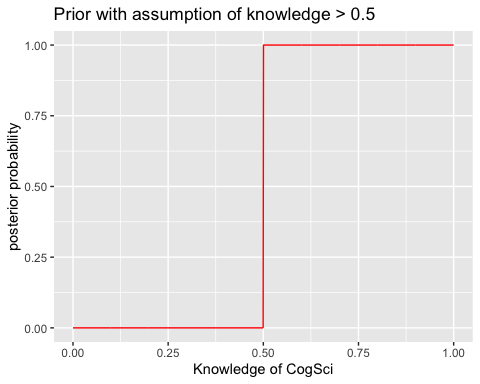 Prior with assumption of knowledge > 0.5
posterior probability
1.00
0.75
0.50
0.25
0.00
0.00 0.25 0.50 0.75 1.00
Knowledge of CogSci